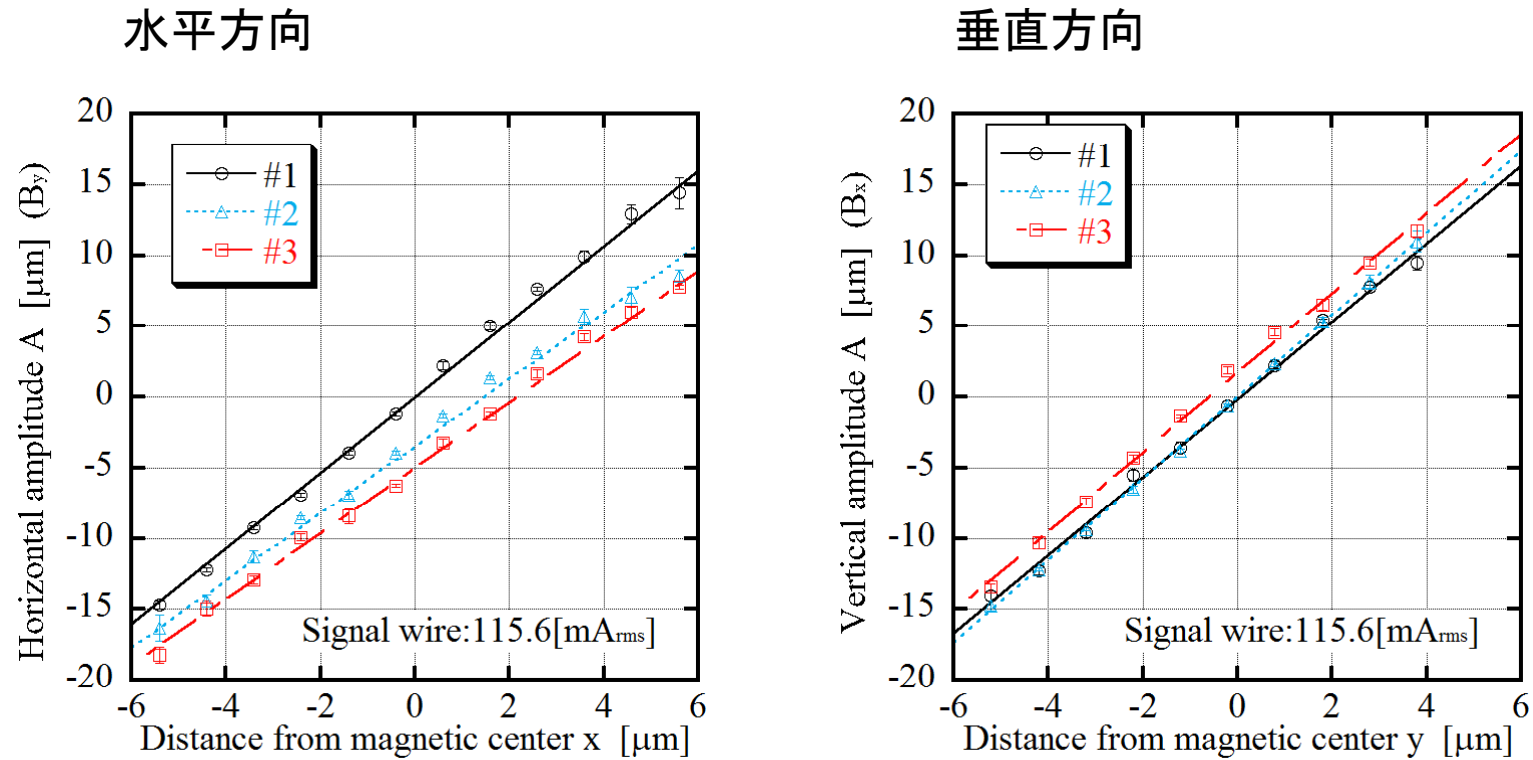 水平方向
垂直方向
Horizontal amplitude A [μm] (By)
20
15
10
5
0
-5
-10
-15
-20
#1
#2
#3
Signal wire:115.6[mArms]
-6 -4 -2 0 2 4 6
Distance from magnetic center x [μm]
Vertical amplitude A [μm] (Bx)
20
15
10
5
0
-5
-10
-15
-20
#1
#2
#3
Signal wire:115.6[mArms]
-6 -4 -2 0 2 4 6
Distance from magnetic center y [μm]